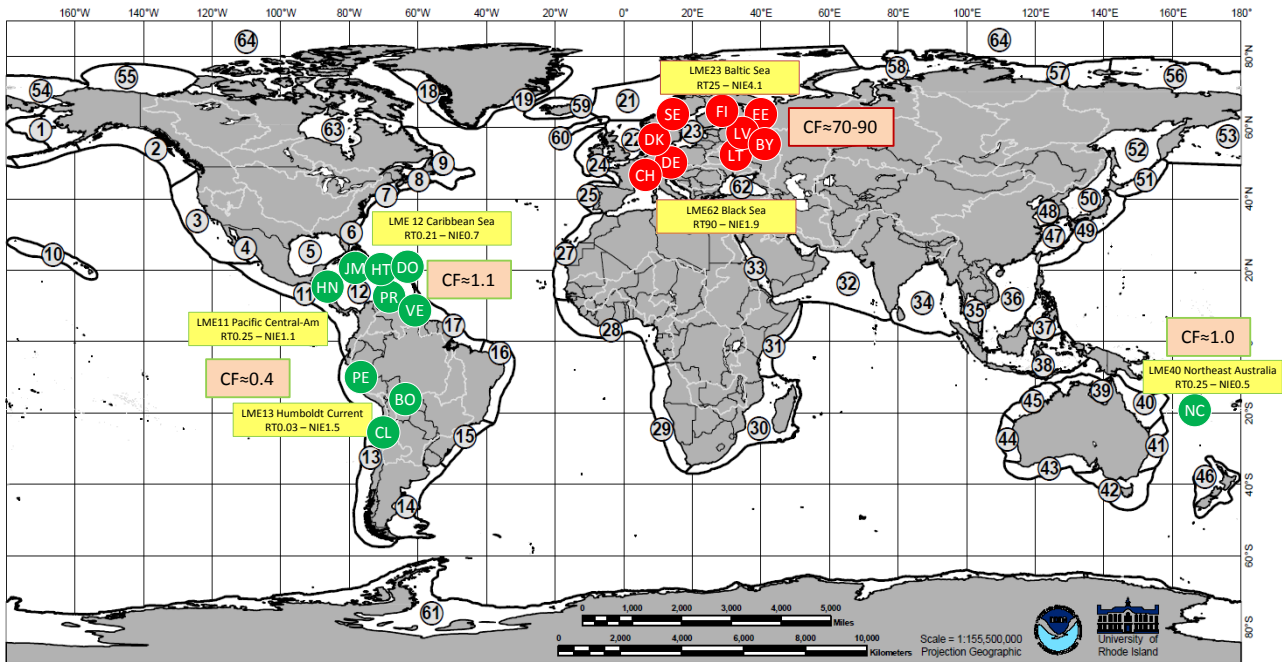 160°W 140°W 120°W 100°W 80°W 60°W 40°W 20°W 0° 20°E 40°E 60°E 80°E 100°E 120°E 140°E 160°E 180°
64
64
80°N
55
54
18
19
59
21
LME23 Baltic Sea
RT25 – NIE4.1
58
57
56
1
63
60
SE
FI
EE
60°N
CF≈70-90
2
22
23
DK
LV
BY
53
52
9
8
24
DE
LT
CH
51
7
25
62
50
40°N
3
48
49
47
LME 12 Caribbean Sea
RT0.21 – NIE0.7
LME62 Black Sea
RT90 – NIE1.9
6
4
5
10
27
33
32
20°N
JM
HT
DO
CF≈1.1
HN
11
12
PR
VE
34
35
36
LME11 Pacific Central-Am
RT0.25 – NIE1.1
17
28
37
0°
16
31
CF≈1.0
38
CF≈0.4
PE
LME40 Northeast Australia
RT0.25 – NIE0.5
BO
39
45
40
NC
20°S
LME13 Humboldt Current
RT0.03 – NIE1.5
CL
15
29
30
44
41
13
43
46
42
40°S
14
60°S
61
0 1,000 2,000 3,000 4,000 5,000
Miles
0 2,000 4,000 6,000 8,000 10,000
Kilometers
Scale = 1:155,500,000
Projection Geographic
University of
Rhode Island
80°S